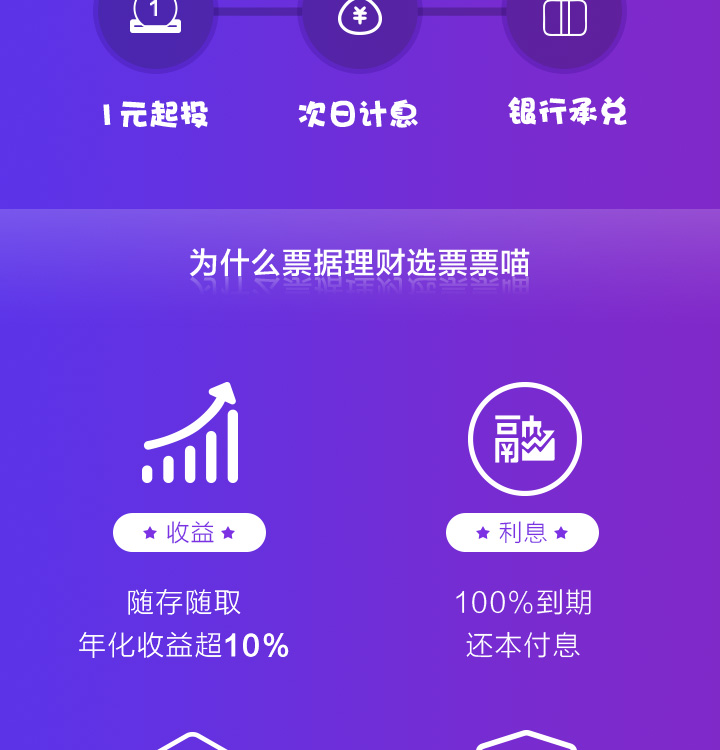 1
¥
1元起投
次日计息
银行承兑
为什么票据理财选票票喵
融
收益
利息
随存随取
年化收益超10%
100%到期
还本付息